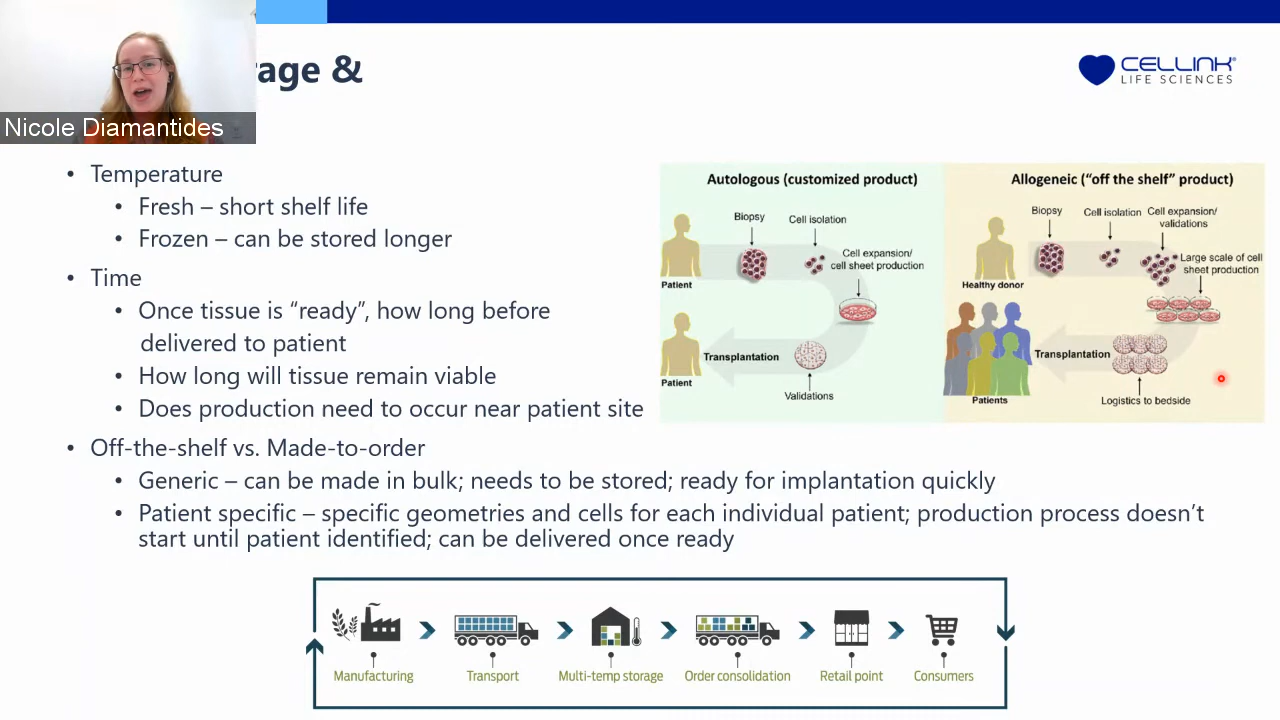 rage &
CELLINK
LIFE SCIENCES
Nicole Diamantides
• Temperature
• Fresh – short shelf life
• Frozen – can be stored longer
• Time
• Once tissue is “ready”, how long before
delivered to patient
• How long will tissue remain viable
• Does production need to occur near patient site
• Off-the-shelf vs. Made-to-order
• Generic – can be made in bulk; needs to be stored; ready for implantation quickly
• Patient specific – specific geometries and cells for each individual patient; production process doesn’t
start until patient identified; can be delivered once ready
Autologous (customized product)
Biopsy
Cell isolation
Cell expansion/
cell sheet production
Patient
Transplantation
Patient
Validations
Allogeneic (“off the shelf” product)
Biopsy
Cell isolation
Cell expansion/
validations
Large scale of cell
sheet production
Healthy donor
Transplantation
Patients
Logistics to bedside
Manufacturing
Transport
Multi-temp storage
Order consolidation
Retail point
Consumers